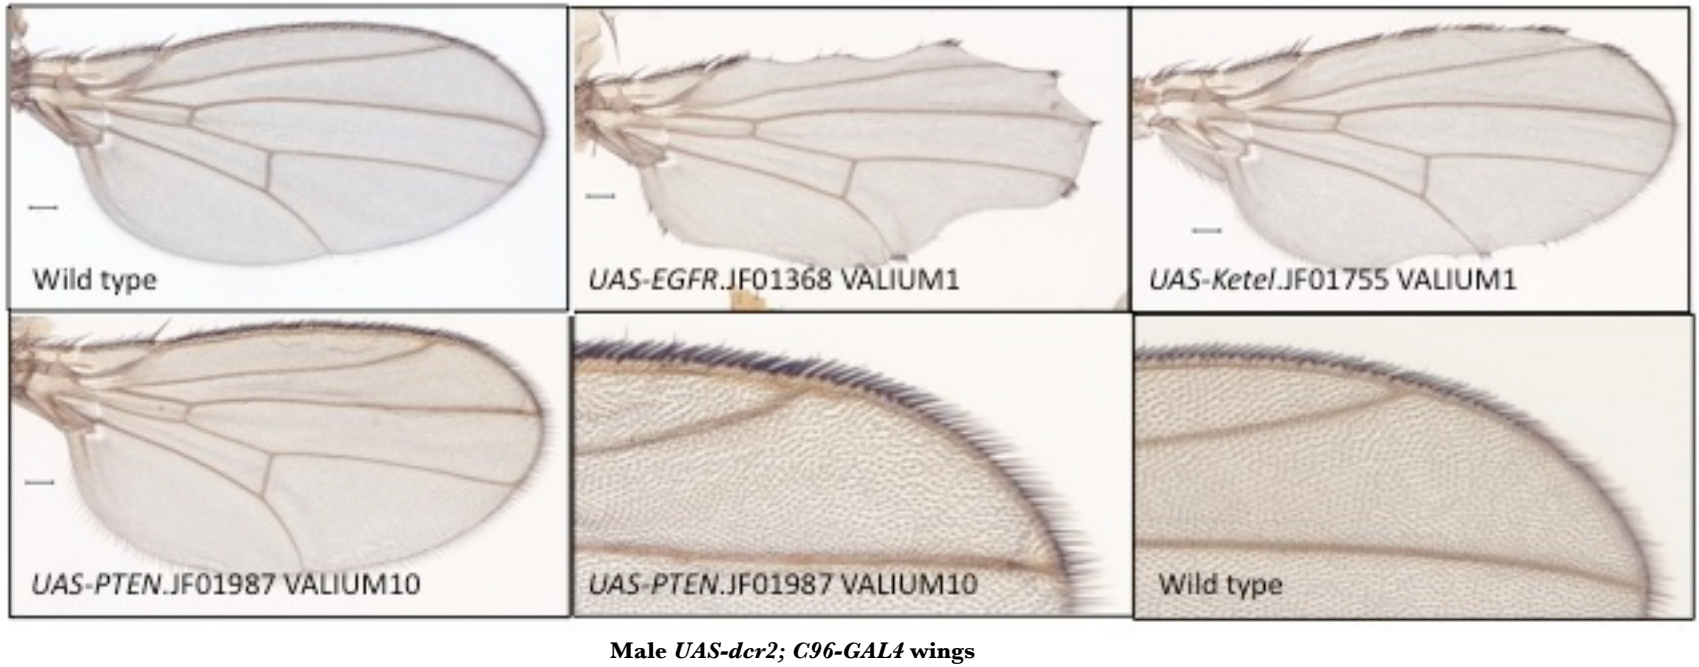 Wild type
UAS-EGFR.JF01368 VALIUM1
UAS-Ketel.JF01755 VALIUM1
UAS-PTEN.JF01987 VALIUM10
UAS-PTEN.JF01987 VALIUM10
Wild type
Male UAS-dcr2; C96-GAL4 wings